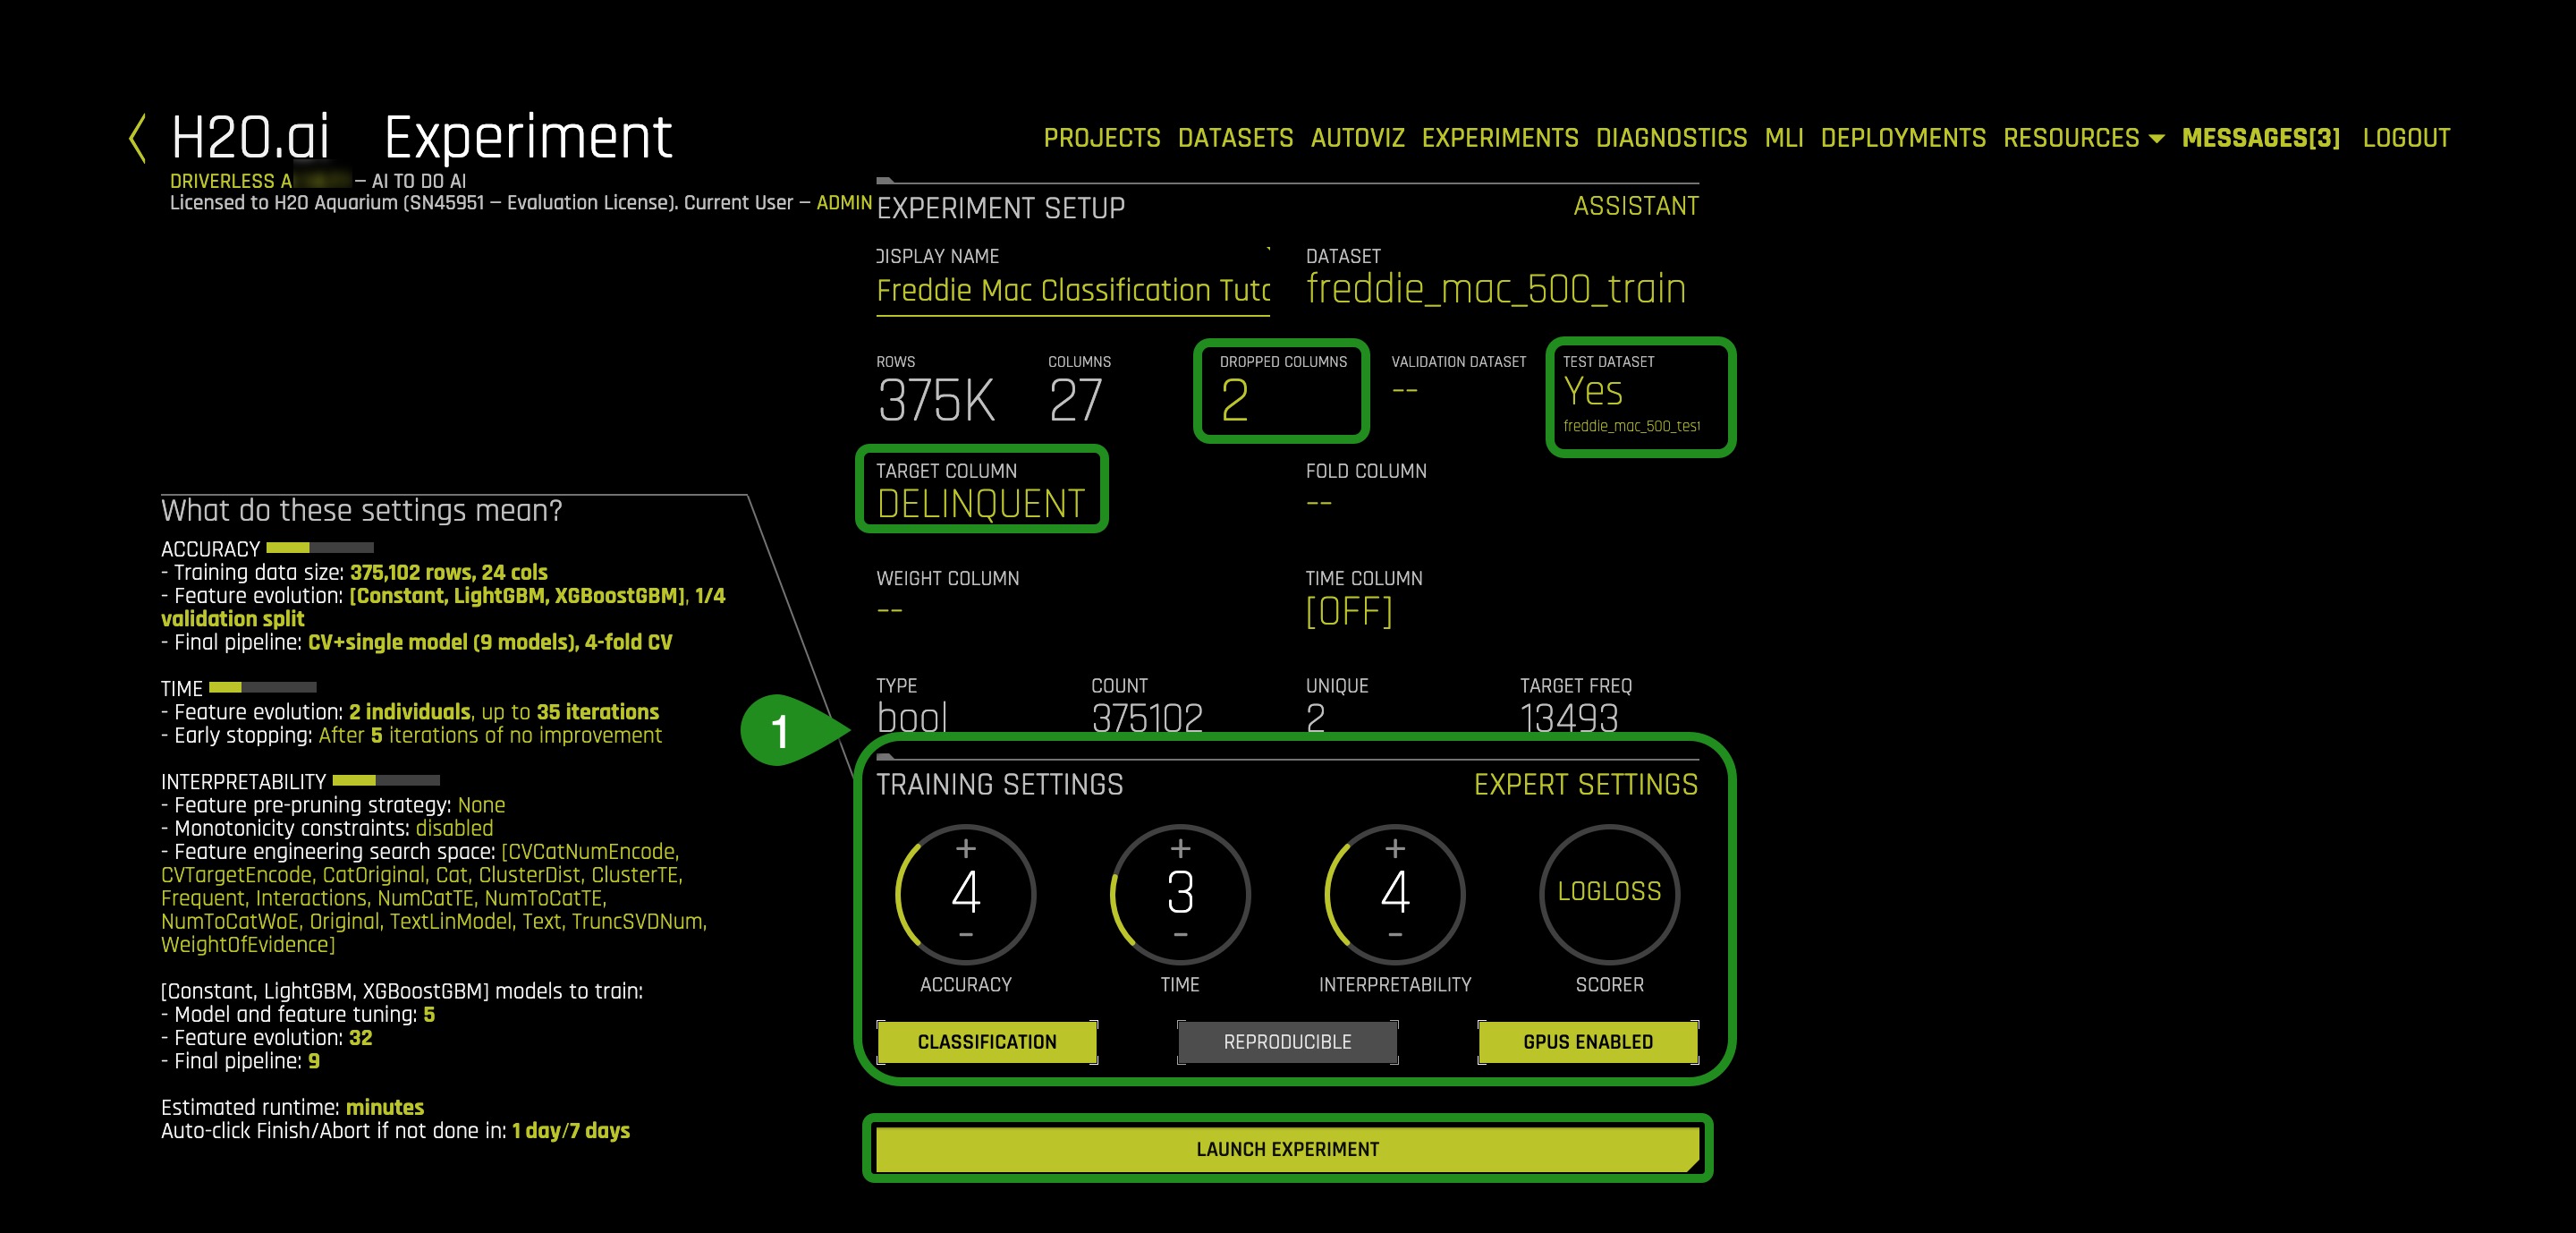 H2O.ai Experiment
PROJECTS DATASETS AUTOVIZ EXPERIMENTS DIAGNOSTICS MLI DEPLOYMENTS RESOURCES MESSAGES[3] LOGOUT
DRIVERLESS A — AI TO DO AI
Licensed to H2O Aquarium (SN45951 — Evaluation License). Current User — ADMIN
EXPERIMENT SETUP ASSISTANT
DISPLAY NAME DATASET
Freddie Mac Classification Tuto freddie_mac_500_train
ROWS COLUMNS DROPPED COLUMNS VALIDATION DATASET TEST DATASET
375K 27 2 -- Yes
freddie_mac_500_test
TARGET COLUMN FOLD COLUMN
DELINQUENT --
WEIGHT COLUMN TIME COLUMN
-- [OFF]
TYPE COUNT UNIQUE TARGET FREQ
bool 375102 2 13493
What do these settings mean?
ACCURACY
- Training data size: 375,102 rows, 24 cols
- Feature evolution: [Constant, LightGBM, XGBoostGBM], 1/4
validation split
- Final pipeline: CV+single model (9 models), 4-fold CV
TIME
- Feature evolution: 2 individuals, up to 35 iterations
- Early stopping: After 5 iterations of no improvement
INTERPRETABILITY
- Feature pre-pruning strategy: None
- Monotonicity constraints: disabled
- Feature engineering search space: [CVCatNumEncode,
CVTargetEncode, CatOriginal, Cat, ClusterDist, ClusterTE,
Frequent, Interactions, NumCatTE, NumToCatTE,
NumToCatWoE, Original, TextLinModel, Text, TruncSVDNum,
WeightOfEvidence]
[Constant, LightGBM, XGBoostGBM] models to train:
- Model and feature tuning: 5
- Feature evolution: 32
- Final pipeline: 9
Estimated runtime: minutes
Auto-click Finish/Abort if not done in: 1 day/7 days
1
TRAINING SETTINGS EXPERT SETTINGS
+ + +
4 3 4 LOGLOSS
- - -
ACCURACY TIME INTERPRETABILITY SCORER
CLASSIFICATION REPRODUCIBLE GPUS ENABLED
LAUNCH EXPERIMENT